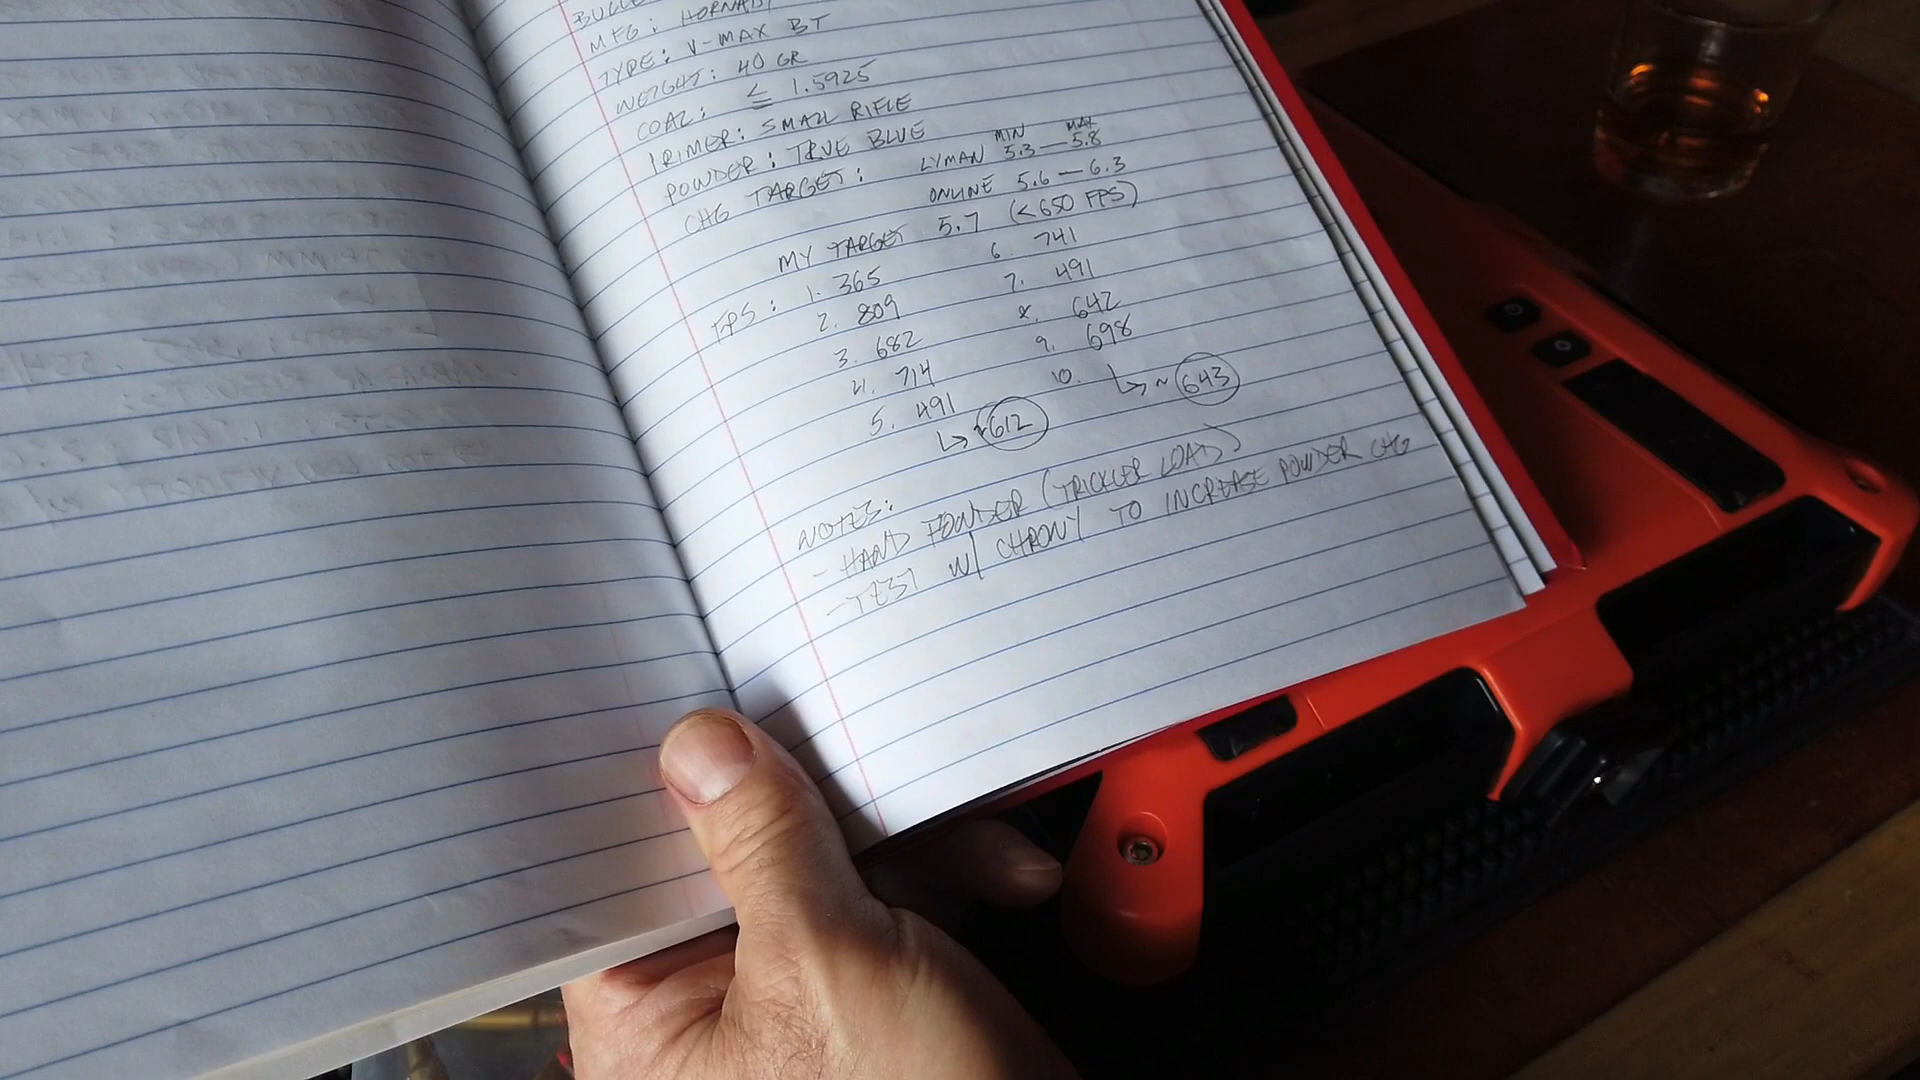 MFG: HORNADY
TYPE: V-MAX BT
WEIGHT: 40 GR
COAL: ≤ 1.5925
PRIMER: SMALL RIFLE
POWDER: TRUE BLUE
MIN MAX
CHG TARGET: LYMAN 5.3 — 5.8
ONLINE 5.6 — 6.3
MY TARGET 5.7 (<650 FPS)
FPS: 1. 365 6. 741
2. 809 7. 491
3. 682 8. 642
4. 714 9. 698
5. 491 10. ↳ ~ 643
↳ 612
NOTES:
- HAND POWDER (TRICKLER LOAD)
- TEST W/ CHRONY TO INCREASE POWDER CHG